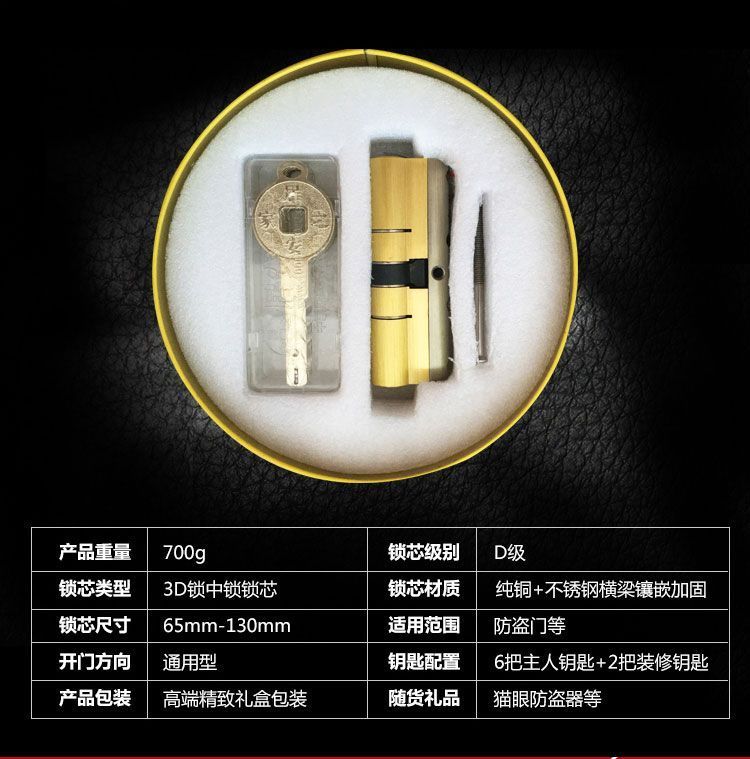 产品重量 700g 锁芯级别 D级
锁芯类型 3D锁中锁锁芯 锁芯材质 纯铜+不锈钢横梁镶嵌加固
锁芯尺寸 65mm-130mm 适用范围 防盗门等
开门方向 通用型 钥匙配置 6把主人钥匙+2把装修钥匙
产品包装 高端精致礼盒包装 随货礼品 猫眼防盗器等